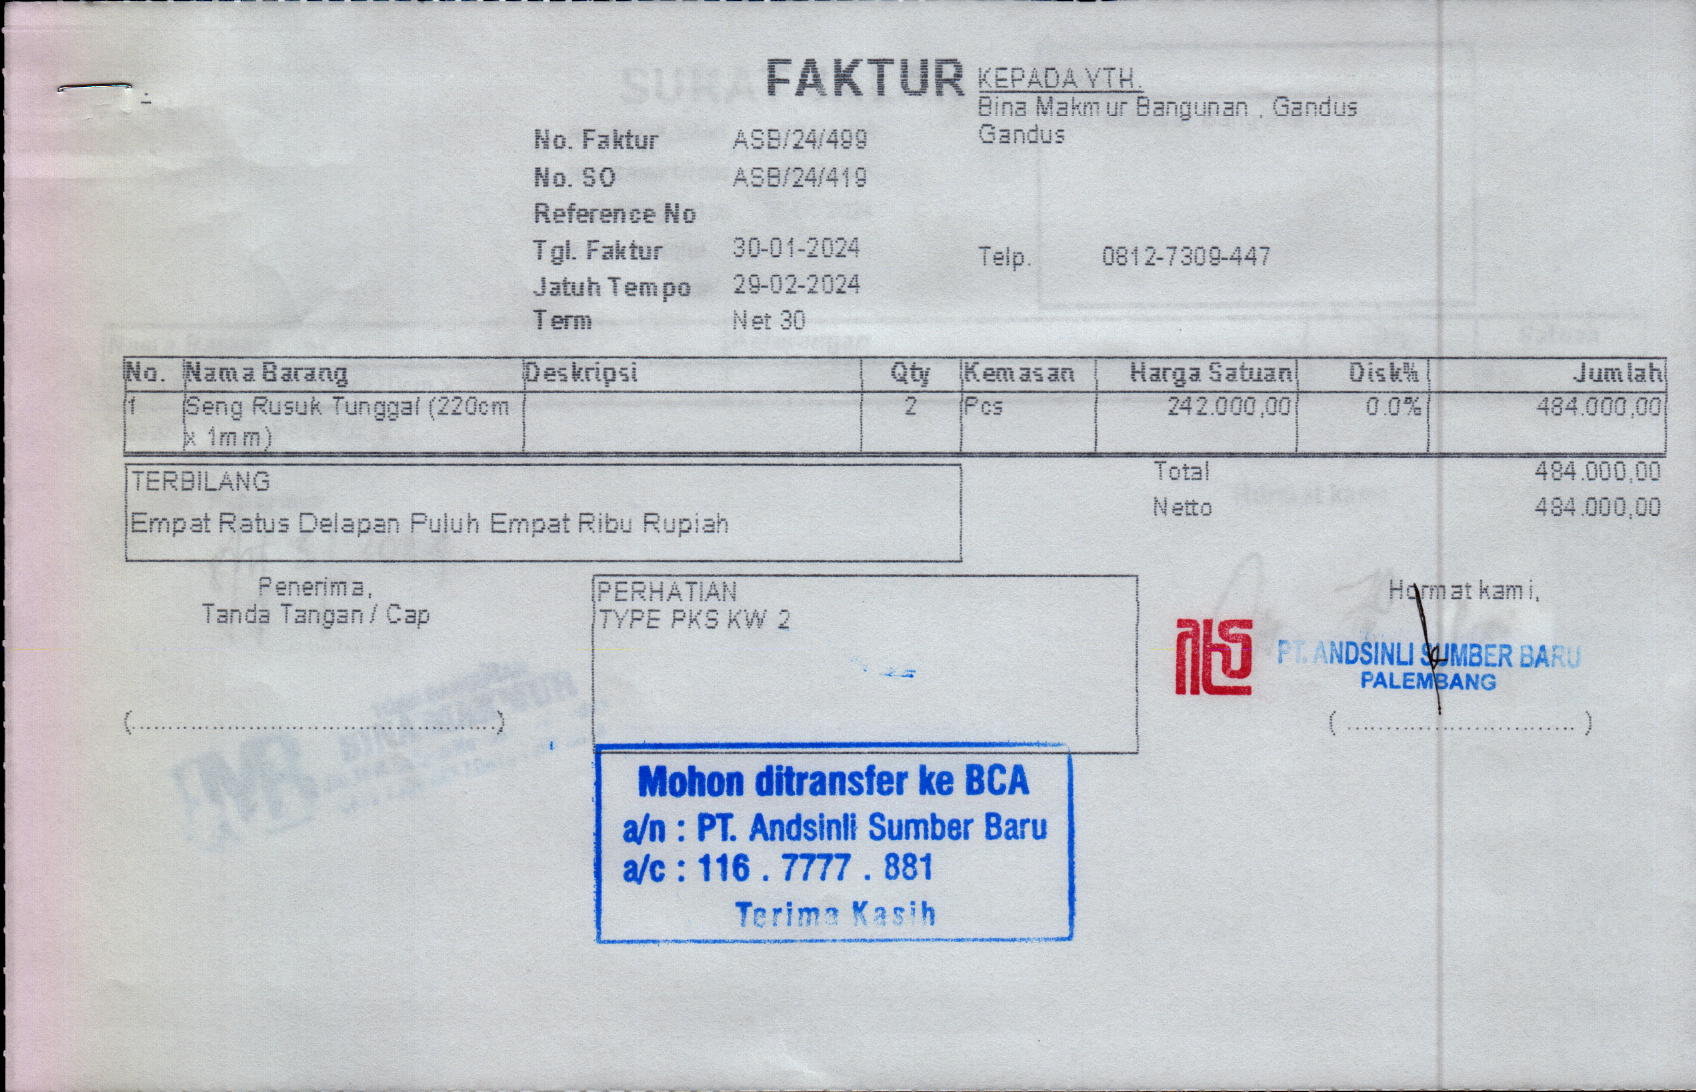 FAKTUR
KEPADA YTH.
Bina Makmur Bangunan , Gandus
Gandus
No. Faktur ASB/24/499
No. SO ASB/24/419
Reference No
Tgl. Faktur 30-01-2024
Telp. 0812-7309-447
Jatuh Tempo 29-02-2024
Term Net 30
No. Nama Barang Deskripsi Qty Kemasan Harga Satuan Disk% Jumlah
1 Seng Rusuk Tunggal (220cm 2 Pcs 242.000,00 0.0% 484.000,00
x 1mm)
TERBILANG
Empat Ratus Delapan Puluh Empat Ribu Rupiah
Total 484.000,00
Netto 484.000,00
Penerima,
Tanda Tangan / Cap
(......................................................)
PERHATIAN
TYPE PKS KW 2
Hormat kami,
PT. ANDSINLI SUMBER BARU
PALEMBANG
( ................................. )
Mohon ditransfer ke BCA
a/n : PT. Andsinli Sumber Baru
a/c : 116 . 7777 . 881
Terima Kasih